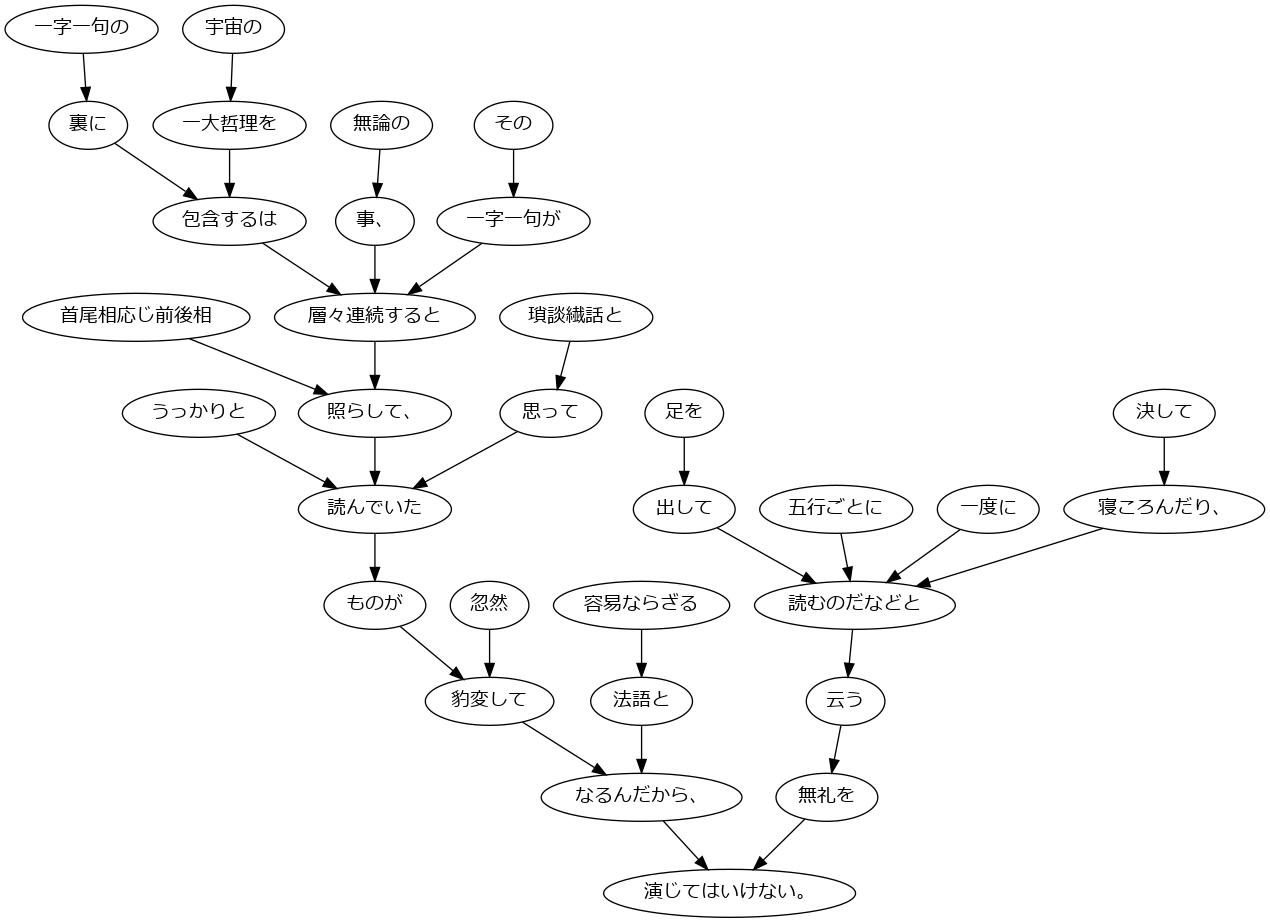 一字一句の
宇宙の
裏に
一大哲理を
無論の
その
包含するは
事、
一字一句が
首尾相応じ前後相
層々連続すると
瑣談繊話と
うっかりと
照らして、
思って
足を
決して
読んでいた
出して
五行ごとに
一度に
寝ころんだり、
ものが
忽然
容易ならざる
読むのだなどと
豹変して
法語と
云う
なるんだから、
無礼を
演じてはいけない。